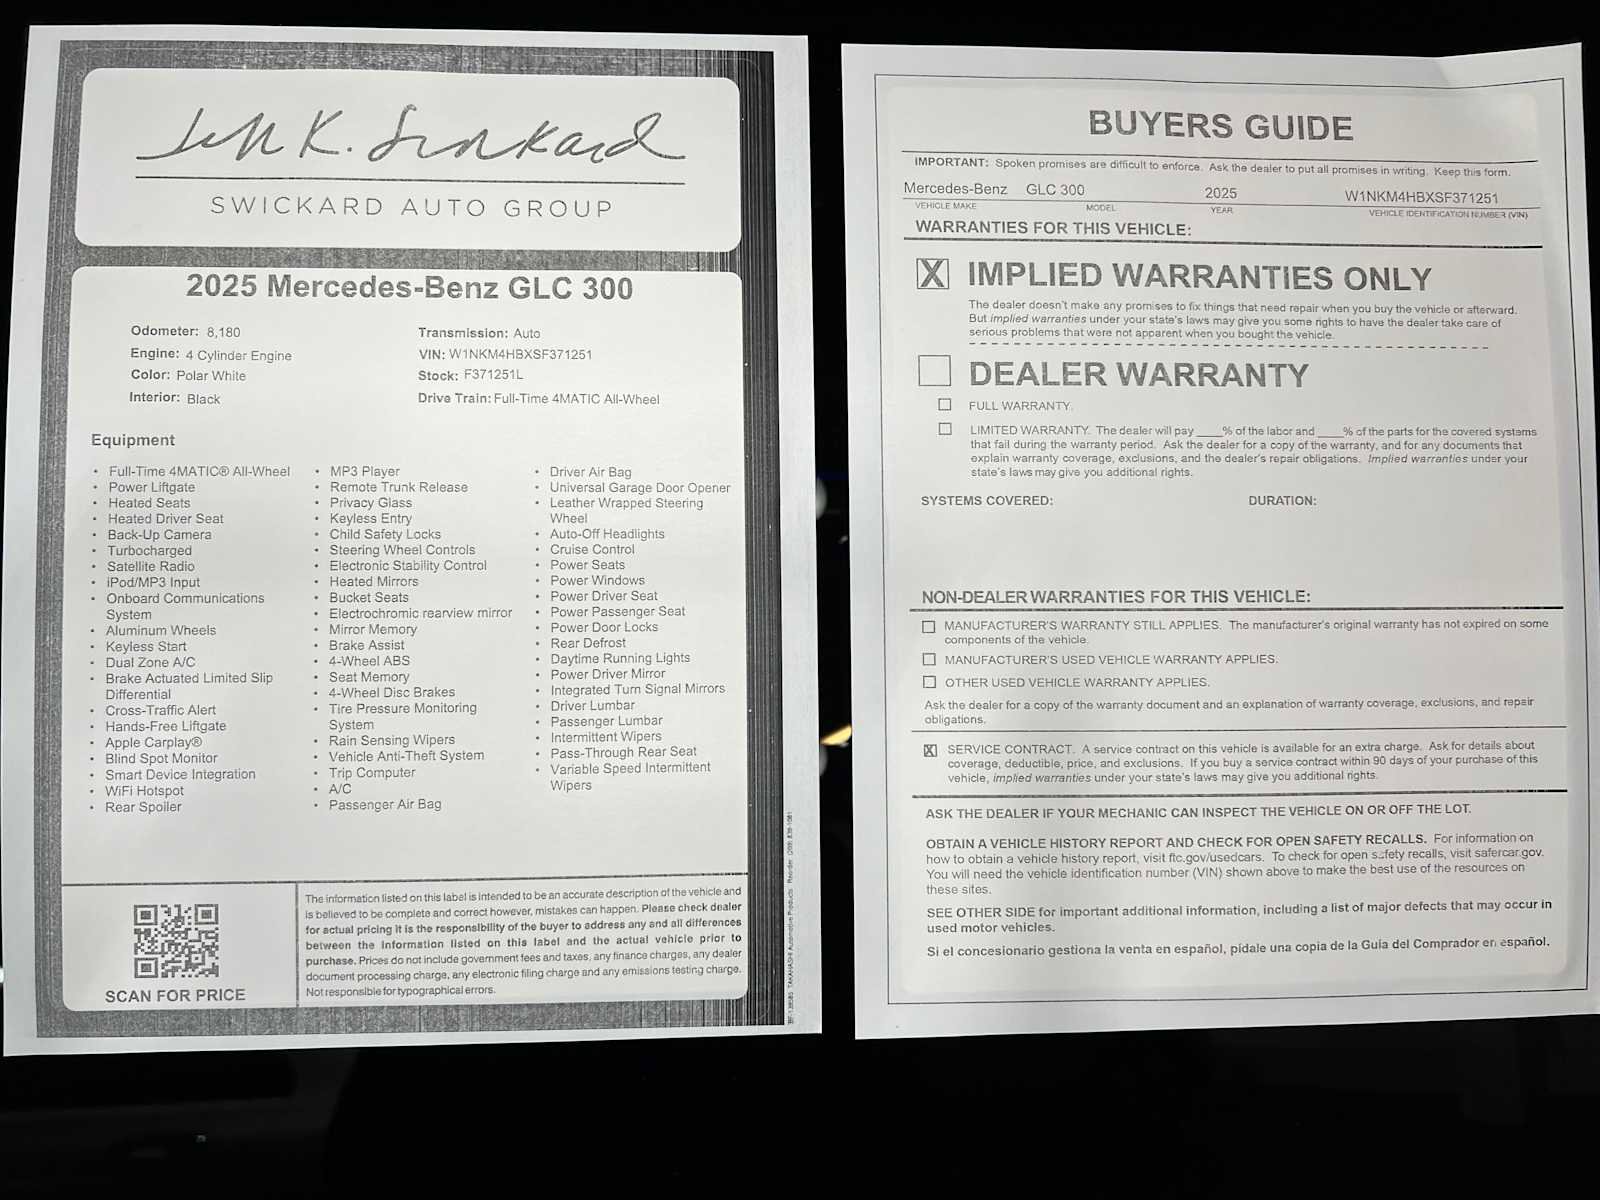 Jeff K. Swickard
SWICKARD AUTO GROUP
2025 Mercedes-Benz GLC 300
Odometer: 8,180
Engine: 4 Cylinder Engine
Color: Polar White
Interior: Black
Transmission: Auto
VIN: W1NKM4HBXSF371251
Stock: F371251L
Drive Train: Full-Time 4MATIC All-Wheel
Equipment
• Full-Time 4MATIC® All-Wheel
• Power Liftgate
• Heated Seats
• Heated Driver Seat
• Back-Up Camera
• Turbocharged
• Satellite Radio
• iPod/MP3 Input
• Onboard Communications
System
• Aluminum Wheels
• Keyless Start
• Dual Zone A/C
• Brake Actuated Limited Slip
Differential
• Cross-Traffic Alert
• Hands-Free Liftgate
• Apple Carplay®
• Blind Spot Monitor
• Smart Device Integration
• WiFi Hotspot
• Rear Spoiler
• MP3 Player
• Remote Trunk Release
• Privacy Glass
• Keyless Entry
• Child Safety Locks
• Steering Wheel Controls
• Electronic Stability Control
• Heated Mirrors
• Bucket Seats
• Electrochromic rearview mirror
• Mirror Memory
• Brake Assist
• 4-Wheel ABS
• Seat Memory
• 4-Wheel Disc Brakes
• Tire Pressure Monitoring
System
• Rain Sensing Wipers
• Vehicle Anti-Theft System
• Trip Computer
• A/C
• Passenger Air Bag
• Driver Air Bag
• Universal Garage Door Opener
• Leather Wrapped Steering
Wheel
• Auto-Off Headlights
• Cruise Control
• Power Seats
• Power Windows
• Power Driver Seat
• Power Passenger Seat
• Power Door Locks
• Rear Defrost
• Daytime Running Lights
• Power Driver Mirror
• Integrated Turn Signal Mirrors
• Driver Lumbar
• Passenger Lumbar
• Intermittent Wipers
• Pass-Through Rear Seat
• Variable Speed Intermittent
Wipers
SCAN FOR PRICE
The information listed on this label is intended to be an accurate description of the vehicle and
is believed to be complete and correct however, mistakes can happen. Please check dealer
for actual pricing it is the responsibility of the buyer to address any and all differences
between the information listed on this label and the actual vehicle prior to
purchase. Prices do not include government fees and taxes, any finance charges, any dealer
document processing charge, any electronic filing charge and any emissions testing charge.
Not responsible for typographical errors.
TAKAHASHI Automotive Products Reorder
BUYERS GUIDE
IMPORTANT: Spoken promises are difficult to enforce. Ask the dealer to put all promises in writing. Keep this form.
Mercedes-Benz GLC 300 2025 W1NKM4HBXSF371251
VEHICLE MAKE MODEL YEAR VEHICLE IDENTIFICATION NUMBER (VIN)
WARRANTIES FOR THIS VEHICLE:
X IMPLIED WARRANTIES ONLY
The dealer doesn't make any promises to fix things that need repair when you buy the vehicle or afterward.
But implied warranties under your state's laws may give you some rights to have the dealer take care of
serious problems that were not apparent when you bought the vehicle.
DEALER WARRANTY
FULL WARRANTY.
LIMITED WARRANTY. The dealer will pay ____% of the labor and ____% of the parts for the covered systems
that fail during the warranty period. Ask the dealer for a copy of the warranty, and for any documents that
explain warranty coverage, exclusions, and the dealer's repair obligations. Implied warranties under your
state's laws may give you additional rights.
SYSTEMS COVERED: DURATION:
NON-DEALER WARRANTIES FOR THIS VEHICLE:
MANUFACTURER'S WARRANTY STILL APPLIES. The manufacturer's original warranty has not expired on some
components of the vehicle.
MANUFACTURER'S USED VEHICLE WARRANTY APPLIES.
OTHER USED VEHICLE WARRANTY APPLIES.
Ask the dealer for a copy of the warranty document and an explanation of warranty coverage, exclusions, and repair
obligations.
X SERVICE CONTRACT. A service contract on this vehicle is available for an extra charge. Ask for details about
coverage, deductible, price, and exclusions. If you buy a service contract within 90 days of your purchase of this
vehicle, implied warranties under your state's laws may give you additional rights.
ASK THE DEALER IF YOUR MECHANIC CAN INSPECT THE VEHICLE ON OR OFF THE LOT.
OBTAIN A VEHICLE HISTORY REPORT AND CHECK FOR OPEN SAFETY RECALLS. For information on
how to obtain a vehicle history report, visit ftc.gov/usedcars. To check for open safety recalls, visit safercar.gov.
You will need the vehicle identification number (VIN) shown above to make the best use of the resources on
these sites.
SEE OTHER SIDE for important additional information, including a list of major defects that may occur in
used motor vehicles.
Si el concesionario gestiona la venta en español, pídale una copia de la Guía del Comprador en español.